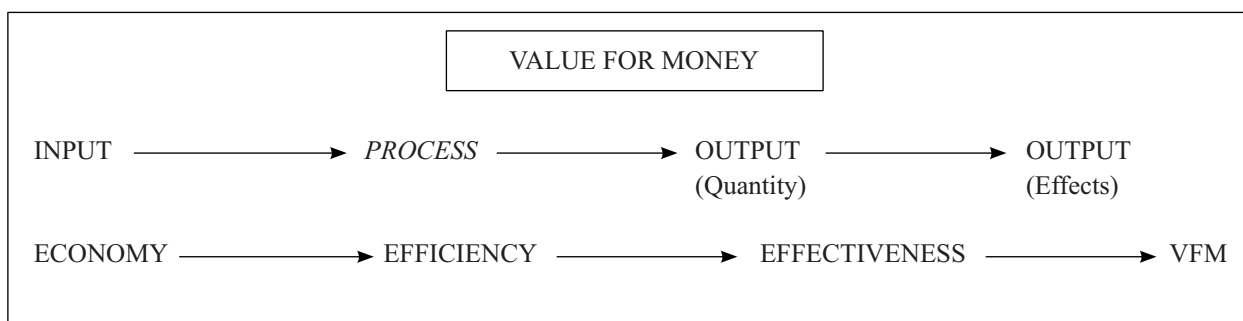 VALUE FOR MONEY
INPUT PROCESS OUTPUT OUTPUT
(Quantity) (Effects)
ECONOMY EFFICIENCY EFFECTIVENESS VFM